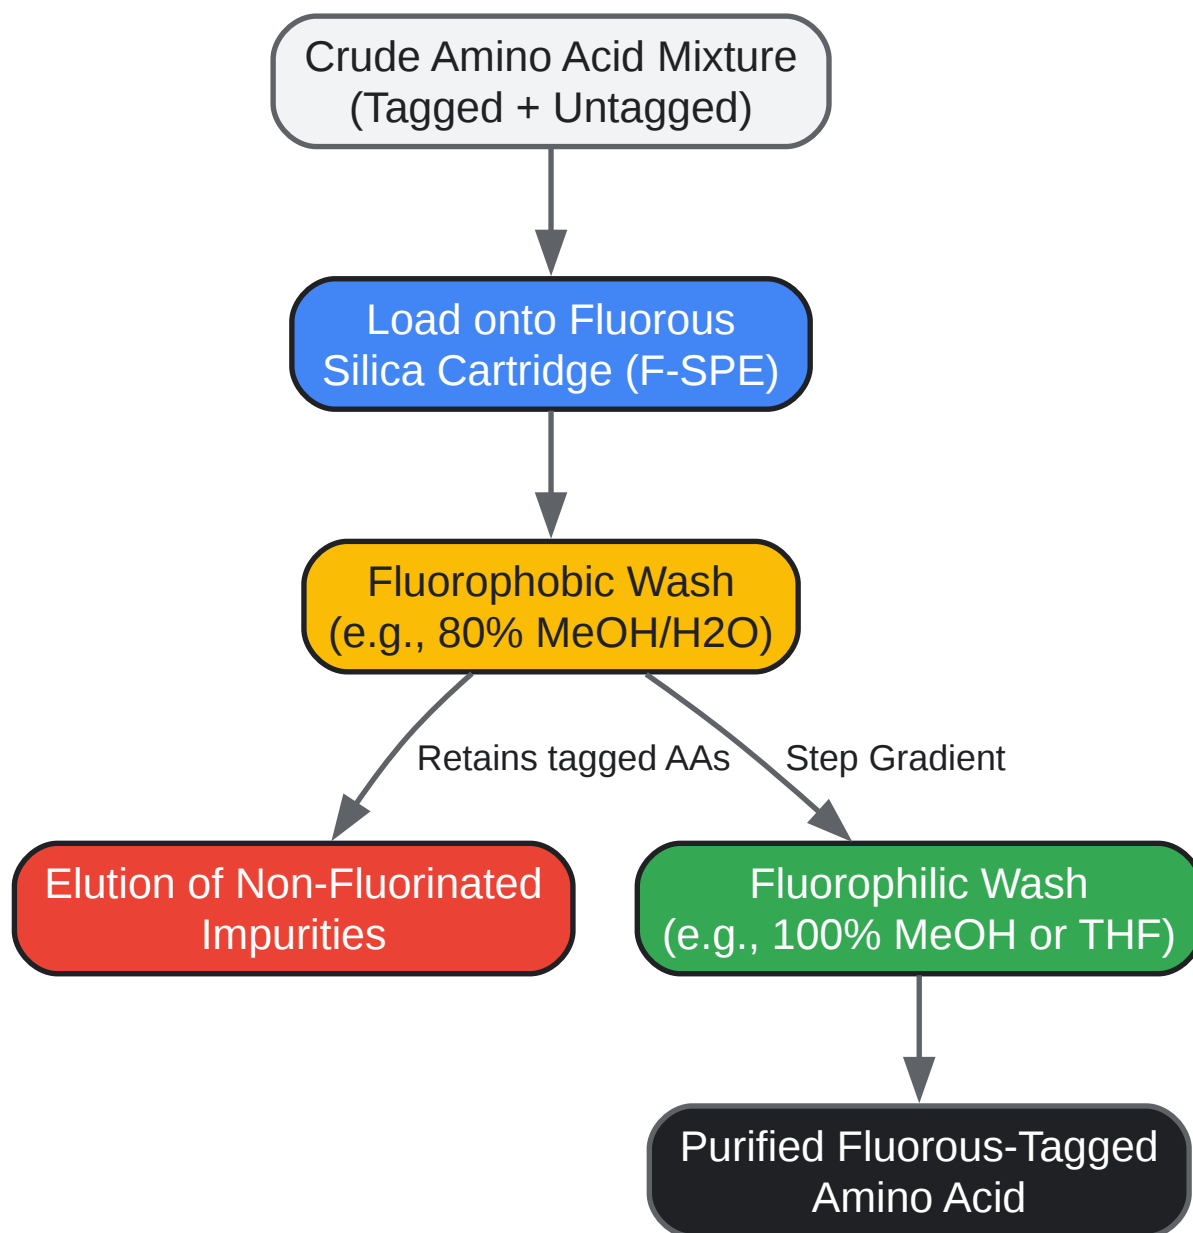 Crude Amino Acid Mixture
(Tagged + Untagged)
Load onto Fluorous
Silica Cartridge (F-SPE)
Fluorophobic Wash
(e.g., 80% MeOH/H2O)
Retains tagged AAs
Step Gradient
Elution of Non-Fluorinated
Impurities
Fluorophilic Wash
(e.g., 100% MeOH or THF)
Purified Fluorous-Tagged
Amino Acid